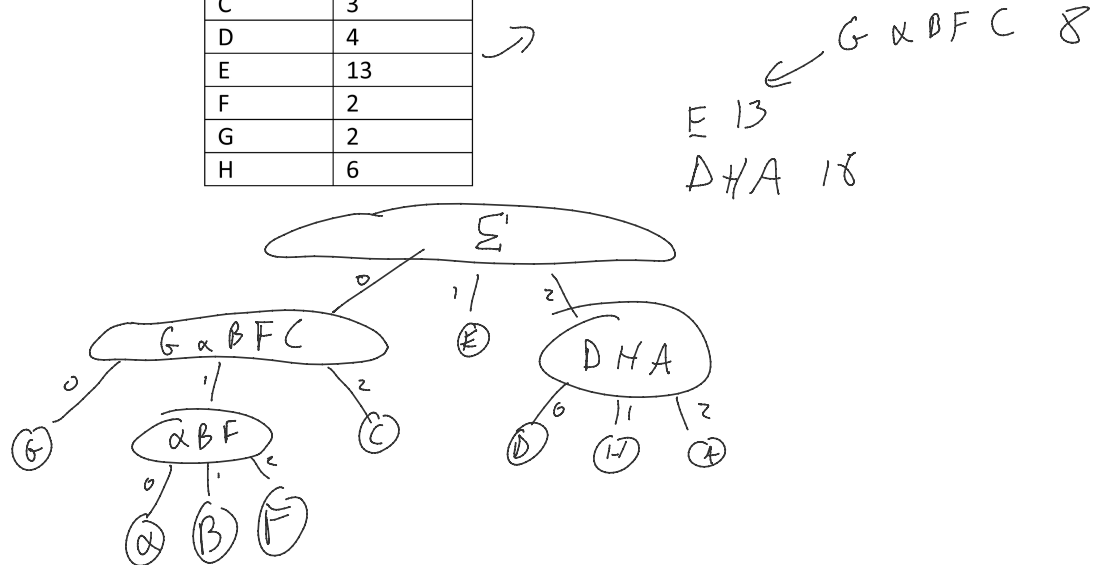 C 3
D 4
E 13
F 2
G 2
H 6
G α B F C 8
E 13
D H A 18
Σ
0 1 2
G α B F C
E
D H A
0 1 2
0 1 2
G
α B F
C
D
H
A
0 1 2
α
B
F